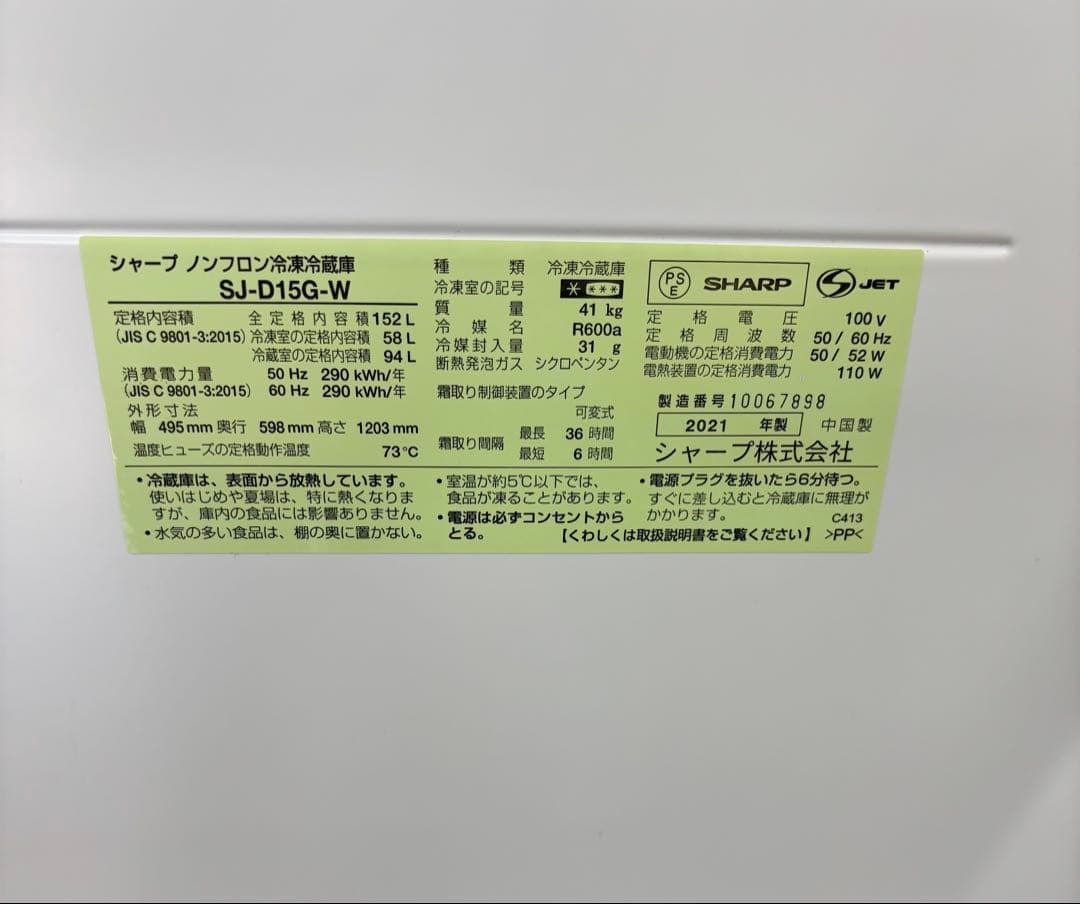 シャープ ノンフロン冷凍冷蔵庫
SJ-D15G-W
定格内容積 全定格内容積 152 L
(JIS C 9801-3:2015) 冷凍室の定格内容積 58 L
冷蔵室の定格内容積 94 L
消費電力量 50 Hz 290 kWh/年
(JIS C 9801-3:2015) 60 Hz 290 kWh/年
外形寸法
幅 495 mm 奥行 598 mm 高さ 1203 mm
温度ヒューズの定格動作温度 73℃
種類 冷凍冷蔵庫
冷凍室の記号 * ***
質量 41 kg
冷媒名 R600a
冷媒封入量 31 g
断熱発泡ガス シクロペンタン
霜取り制御装置のタイプ
可変式
霜取り間隔 最長 36 時間
最短 6 時間
PS E SHARP JET
定格電圧 100 V
定格周波数 50 / 60 Hz
電動機の定格消費電力 50 / 52 W
電熱装置の定格消費電力 110 W
製造番号 10067898
2021 年製 中国製
シャープ株式会社
・冷蔵庫は、表面から放熱しています。
使いはじめや夏場は、特に熱くなりま
すが、庫内の食品には影響ありません。
・水気の多い食品は、棚の奥に置かない。
・室温が約5℃以下では、
食品が凍ることがあります。
・電源は必ずコンセントから
とる。
・電源プラグを抜いたら6分待つ。
すぐに差し込むと冷蔵庫に無理が
かかります。
C413
【くわしくは取扱説明書をご覧ください】 >PP<